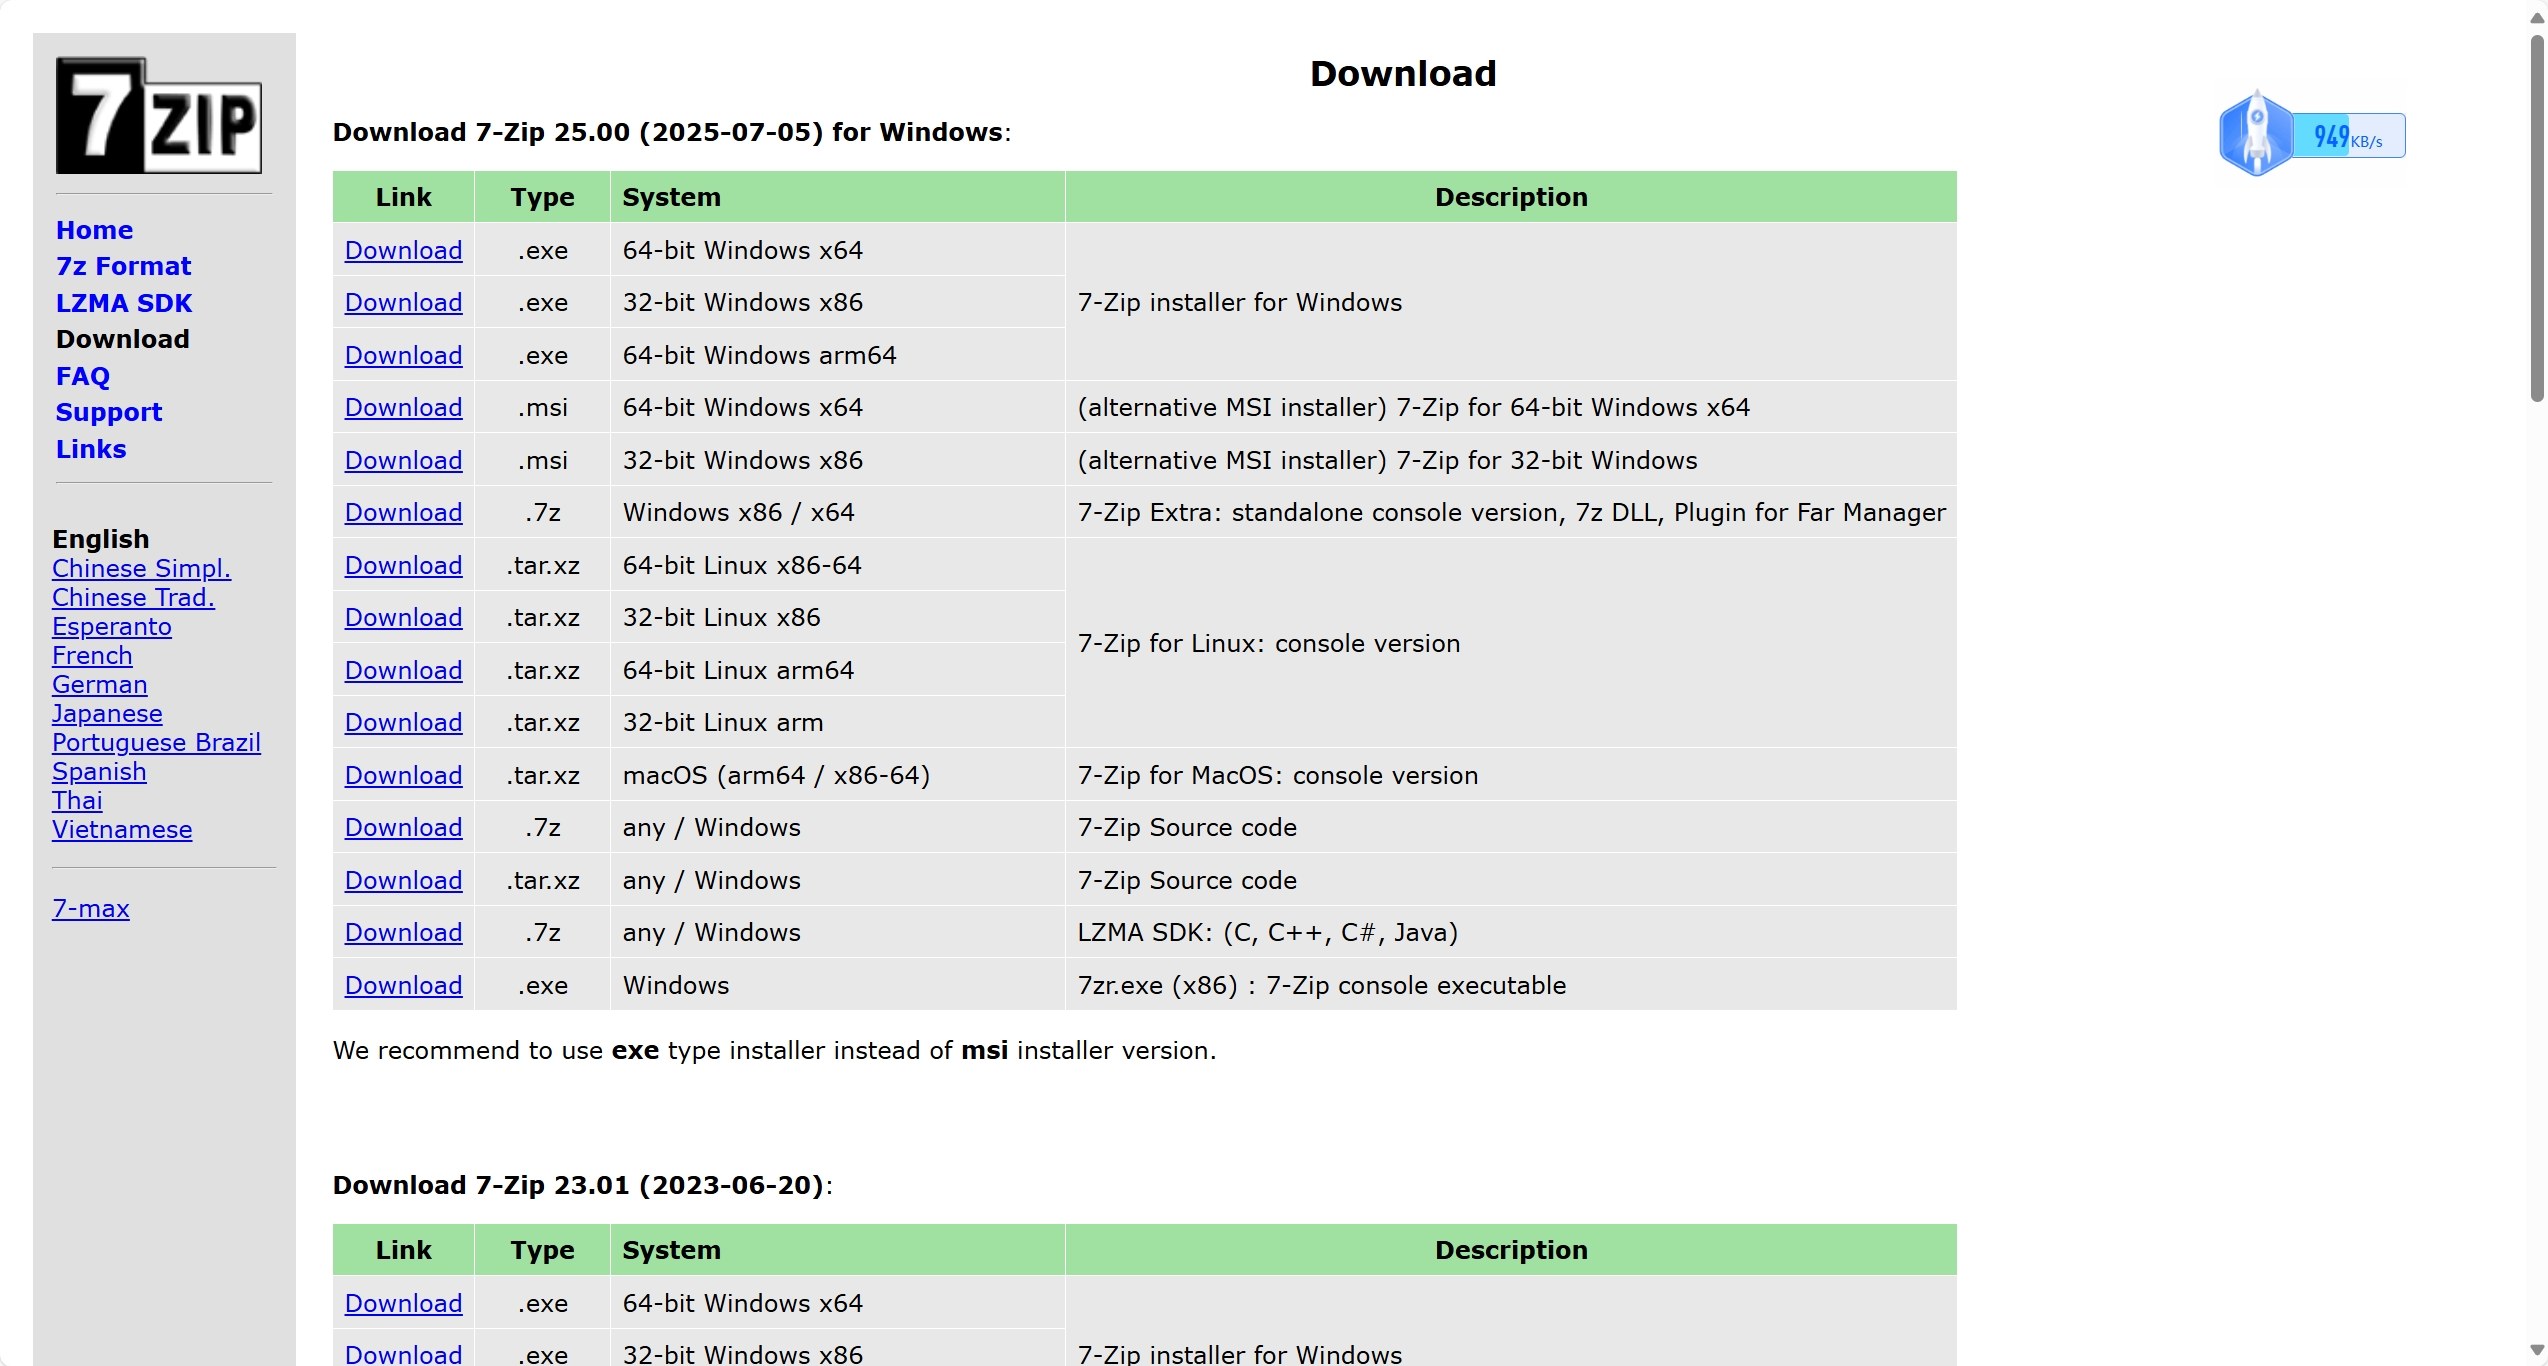 7ZIP
Home
7z Format
LZMA SDK
Download
FAQ
Support
Links
English
Chinese Simpl.
Chinese Trad.
Esperanto
French
German
Japanese
Portuguese Brazil
Spanish
Thai
Vietnamese
7-max
Download
Download 7-Zip 25.00 (2025-07-05) for Windows:
Link Type System Description
Download .exe 64-bit Windows x64
Download .exe 32-bit Windows x86 7-Zip installer for Windows
Download .exe 64-bit Windows arm64
Download .msi 64-bit Windows x64 (alternative MSI installer) 7-Zip for 64-bit Windows x64
Download .msi 32-bit Windows x86 (alternative MSI installer) 7-Zip for 32-bit Windows
Download .7z Windows x86 / x64 7-Zip Extra: standalone console version, 7z DLL, Plugin for Far Manager
Download .tar.xz 64-bit Linux x86-64
Download .tar.xz 32-bit Linux x86
7-Zip for Linux: console version
Download .tar.xz 64-bit Linux arm64
Download .tar.xz 32-bit Linux arm
Download .tar.xz macOS (arm64 / x86-64) 7-Zip for MacOS: console version
Download .7z any / Windows 7-Zip Source code
Download .tar.xz any / Windows 7-Zip Source code
Download .7z any / Windows LZMA SDK: (C, C++, C#, Java)
Download .exe Windows 7zr.exe (x86) : 7-Zip console executable
We recommend to use exe type installer instead of msi installer version.
Download 7-Zip 23.01 (2023-06-20):
Link Type System Description
Download .exe 64-bit Windows x64
Download .exe 32-bit Windows x86 7-Zip installer for Windows
949KB/s